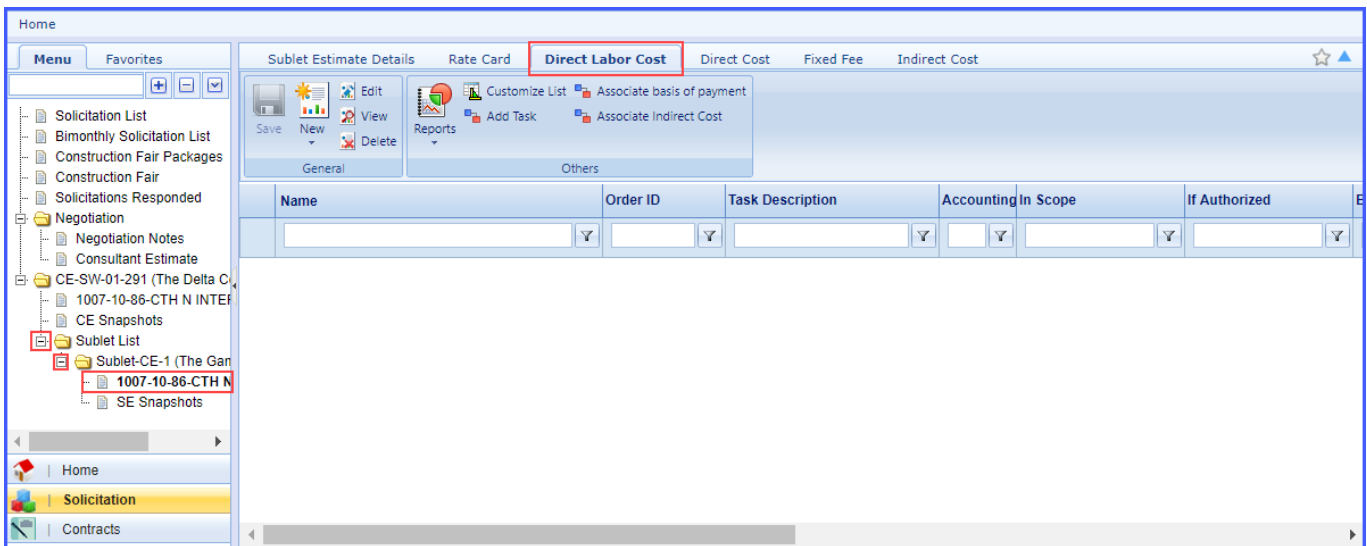 Home
Menu Favorites
Sublet Estimate Details Rate Card Direct Labor Cost Direct Cost Fixed Fee Indirect Cost
Save
New
Edit
View
Delete
General
Reports
Customize List
Associate basis of payment
Add Task
Associate Indirect Cost
Others
Name Order ID Task Description Accounting In Scope If Authorized E
Solicitation List
Bimonthly Solicitation List
Construction Fair Packages
Construction Fair
Solicitations Responded
Negotiation
Negotiation Notes
Consultant Estimate
CE-SW-01-291 (The Delta C
1007-10-86-CTH N INTER
CE Snapshots
Sublet List
Sublet-CE-1 (The Gan
1007-10-86-CTH N
SE Snapshots
Home
Solicitation
Contracts